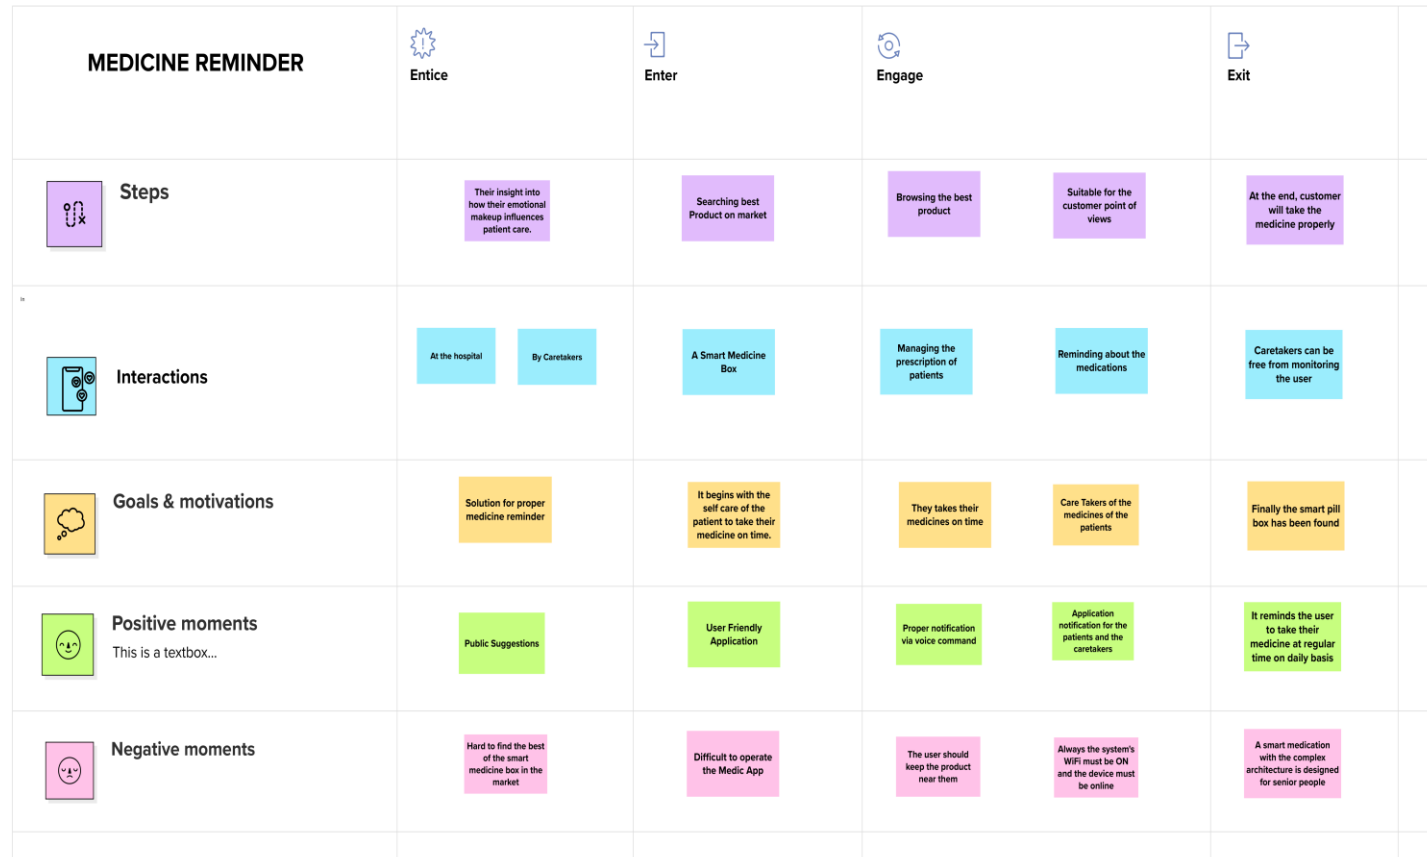 MEDICINE REMINDER
Entice
Enter
Engage
Exit
Steps
Their insight into
how their emotional
makeup influences
patient care.
Searching best
Product on market
Browsing the best
product
Suitable for the
customer point of
views
At the end, customer
will take the
medicine properly
Interactions
At the hospital
By Caretakers
A Smart Medicine
Box
Managing the
prescription of
patients
Reminding about the
medications
Caretakers can be
free from monitoring
the user
Goals & motivations
Solution for proper
medicine reminder
It begins with the
self care of the
patient to take their
medicine on time.
They takes their
medicines on time
Care Takers of the
medicines of the
patients
Finally the smart pill
box has been found
Positive moments
This is a textbox...
Public Suggestions
User Friendly
Application
Proper notification
via voice command
Application
notification for the
patients and the
caretakers
It reminds the user
to take their
medicine at regular
time on daily basis
Negative moments
Hard to find the best
of the smart
medicine box in the
market
Difficult to operate
the Medic App
The user should
keep the product
near them
Always the system's
WiFi must be ON
and the device must
be online
A smart medication
with the complex
architecture is designed
for senior people